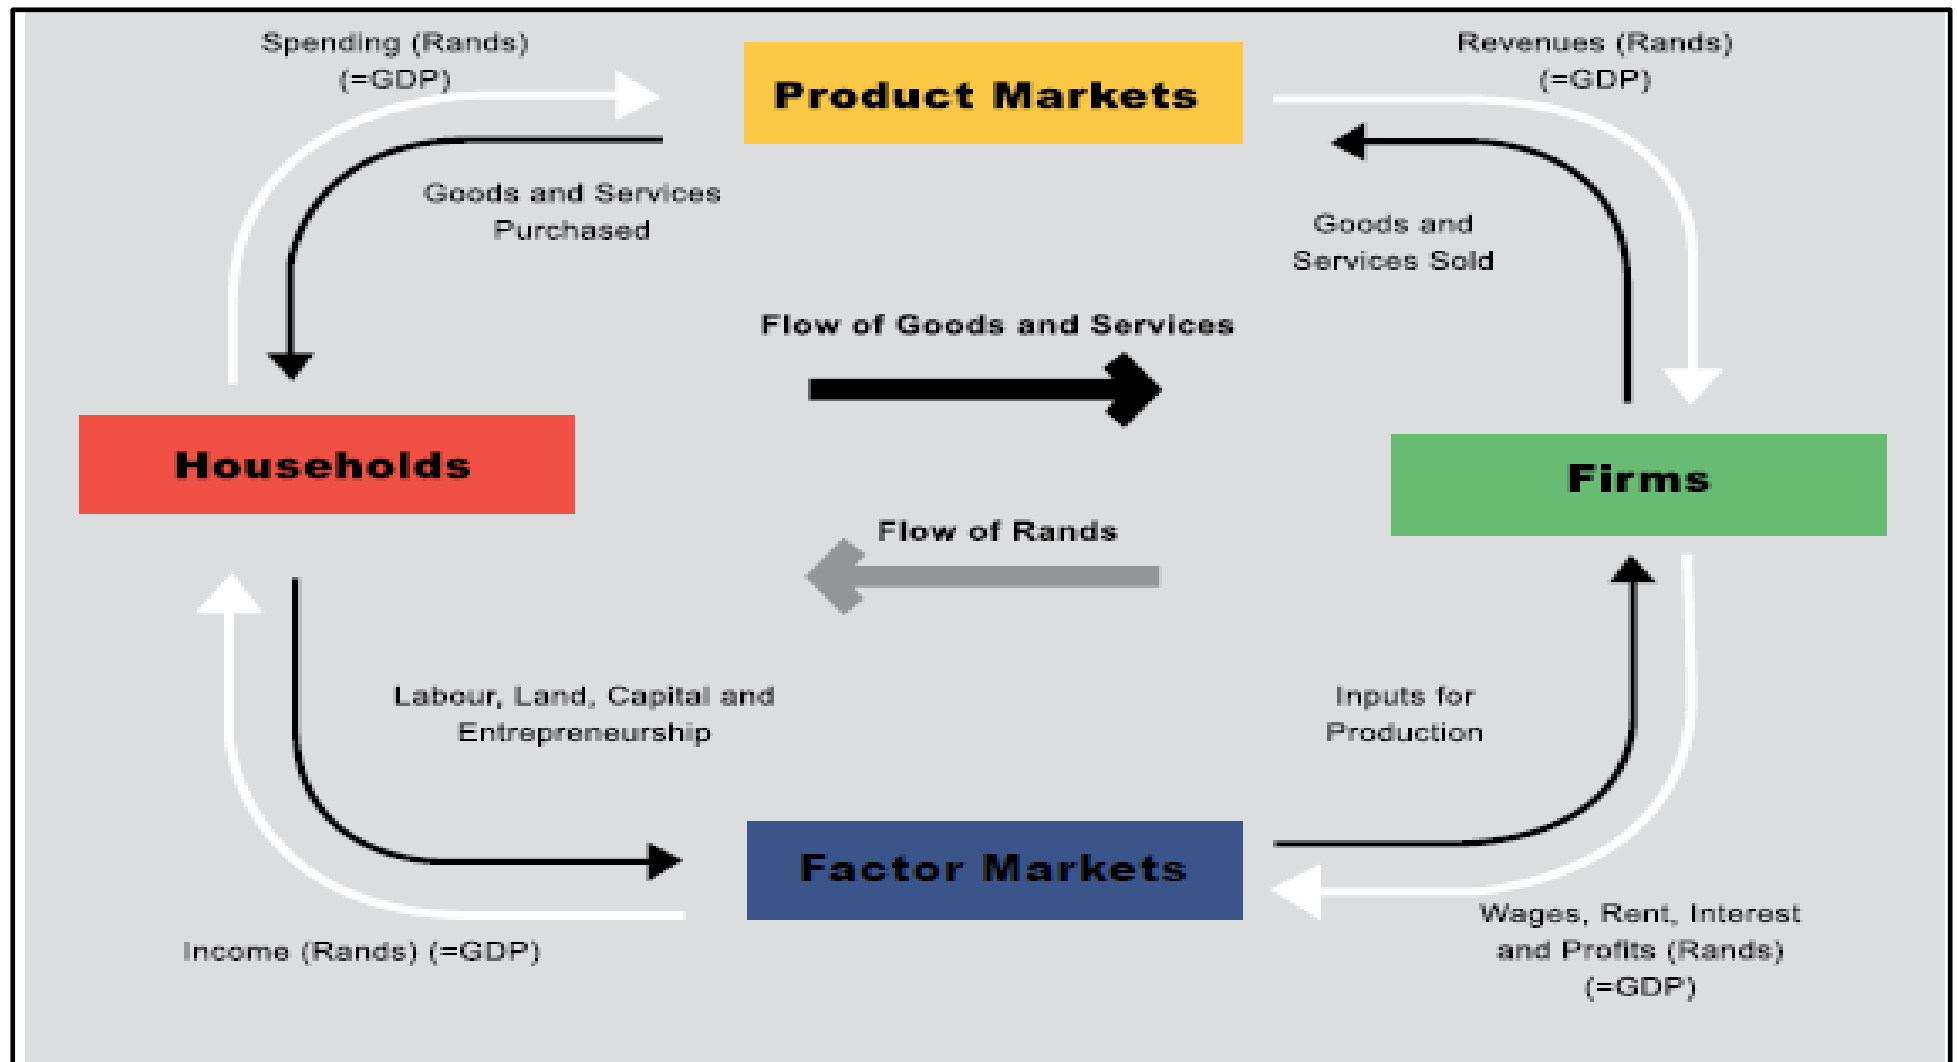 Spending (Rands)
(=GDP)
Product Markets
Revenues (Rands)
(=GDP)
Goods and Services
Purchased
Goods and
Services Sold
Flow of Goods and Services
Households
Firms
Flow of Rands
Labour, Land, Capital and
Entrepreneurship
Inputs for
Production
Factor Markets
Income (Rands) (=GDP)
Wages, Rent, Interest
and Profits (Rands)
(=GDP)